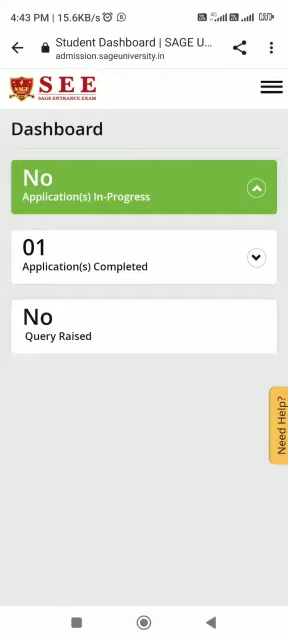 4:43 PM | 15.6KB/s
Student Dashboard | SAGE U...
admission.sageuniversity.in
SAGE
SEE
SAGE ENTRANCE EXAM
Dashboard
No
Application(s) In-Progress
01
Application(s) Completed
No
Query Raised
Need Help?